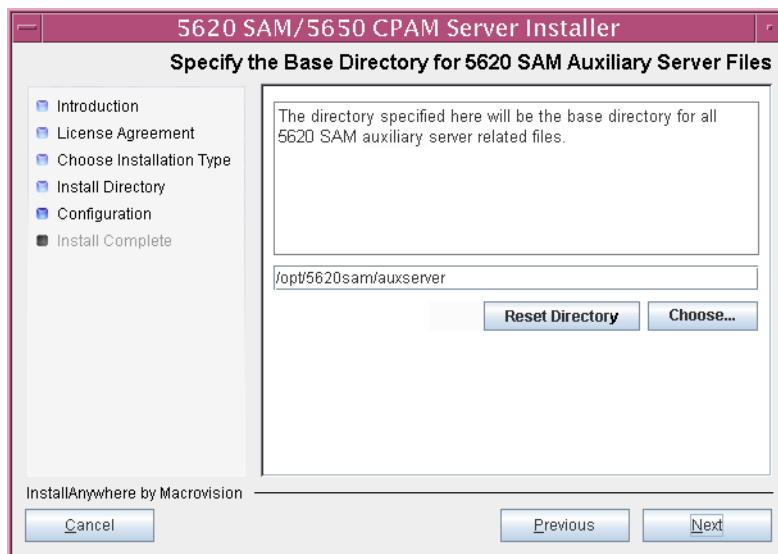 5620 SAM/5650 CPAM Server Installer
Specify the Base Directory for 5620 SAM Auxiliary Server Files
Introduction
License Agreement
Choose Installation Type
Install Directory
Configuration
Install Complete
The directory specified here will be the base directory for all
5620 SAM auxiliary server related files.
/opt/5620sam/auxserver
Reset Directory
Choose...
InstallAnywhere by Macrovision
Cancel
Previous
Next